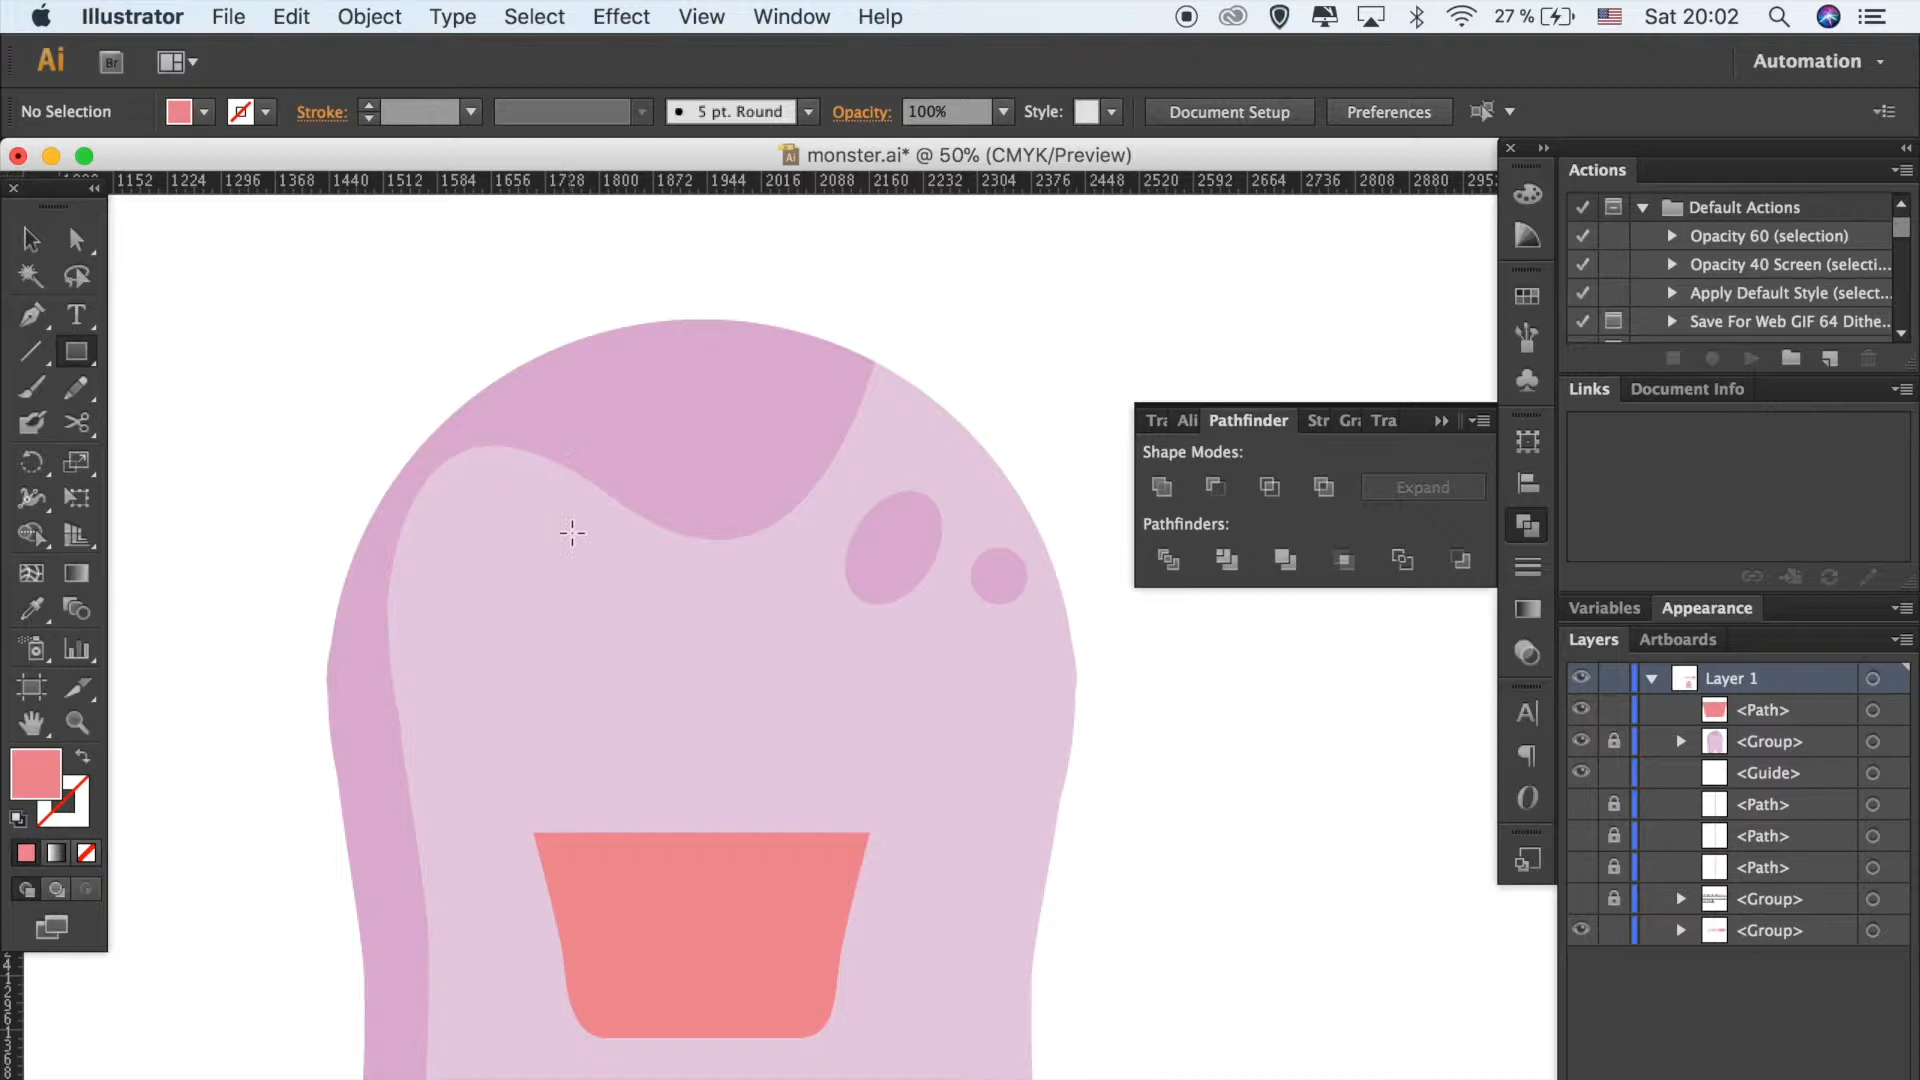 Illustrator File Edit Object Type Select Effect View Window Help 27 % Sat 20:02
Ai Br Automation
No Selection Stroke: 5 pt. Round Opacity: 100% Style: Document Setup Preferences
monster.ai* @ 50% (CMYK/Preview)
1152 1224 1296 1368 1440 1512 1584 1656 1728 1800 1872 1944 2016 2088 2160 2232 2304 2376 2448 2520 2592 2664 2736 2808 2880
Actions
Default Actions
Opacity 60 (selection)
Opacity 40 Screen (selecti...
Apply Default Style (select...
Save For Web GIF 64 Dithe...
Links Document Info
Tra Ali Pathfinder Str Gra Tra
Shape Modes:
Expand
Pathfinders:
Variables Appearance
Layers Artboards
Layer 1
<Path>
<Group>
<Guide>
<Path>
<Path>
<Path>
<Group>
<Group>